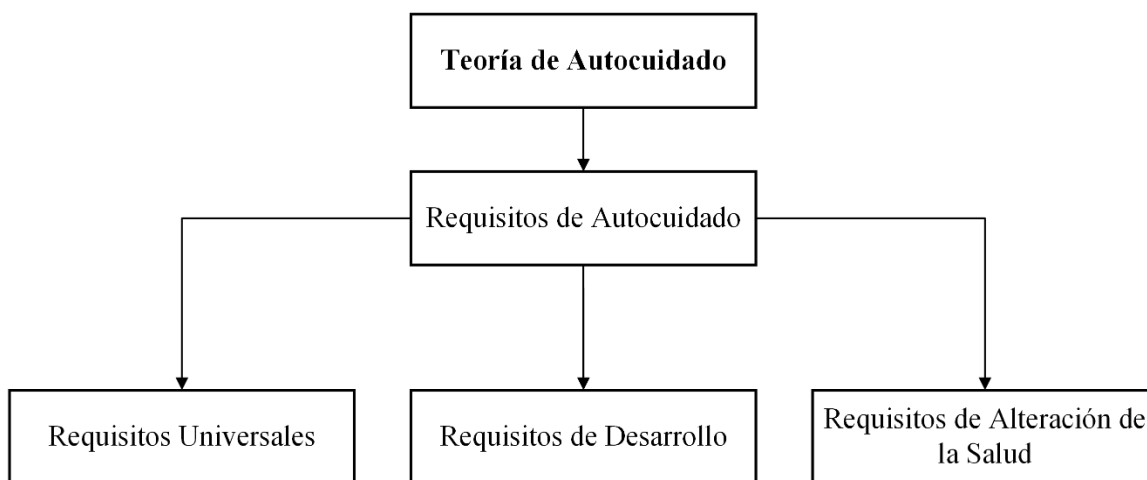 Teoría de Autocuidado
Requisitos de Autocuidado
Requisitos Universales
Requisitos de Desarrollo
Requisitos de Alteración de
la Salud